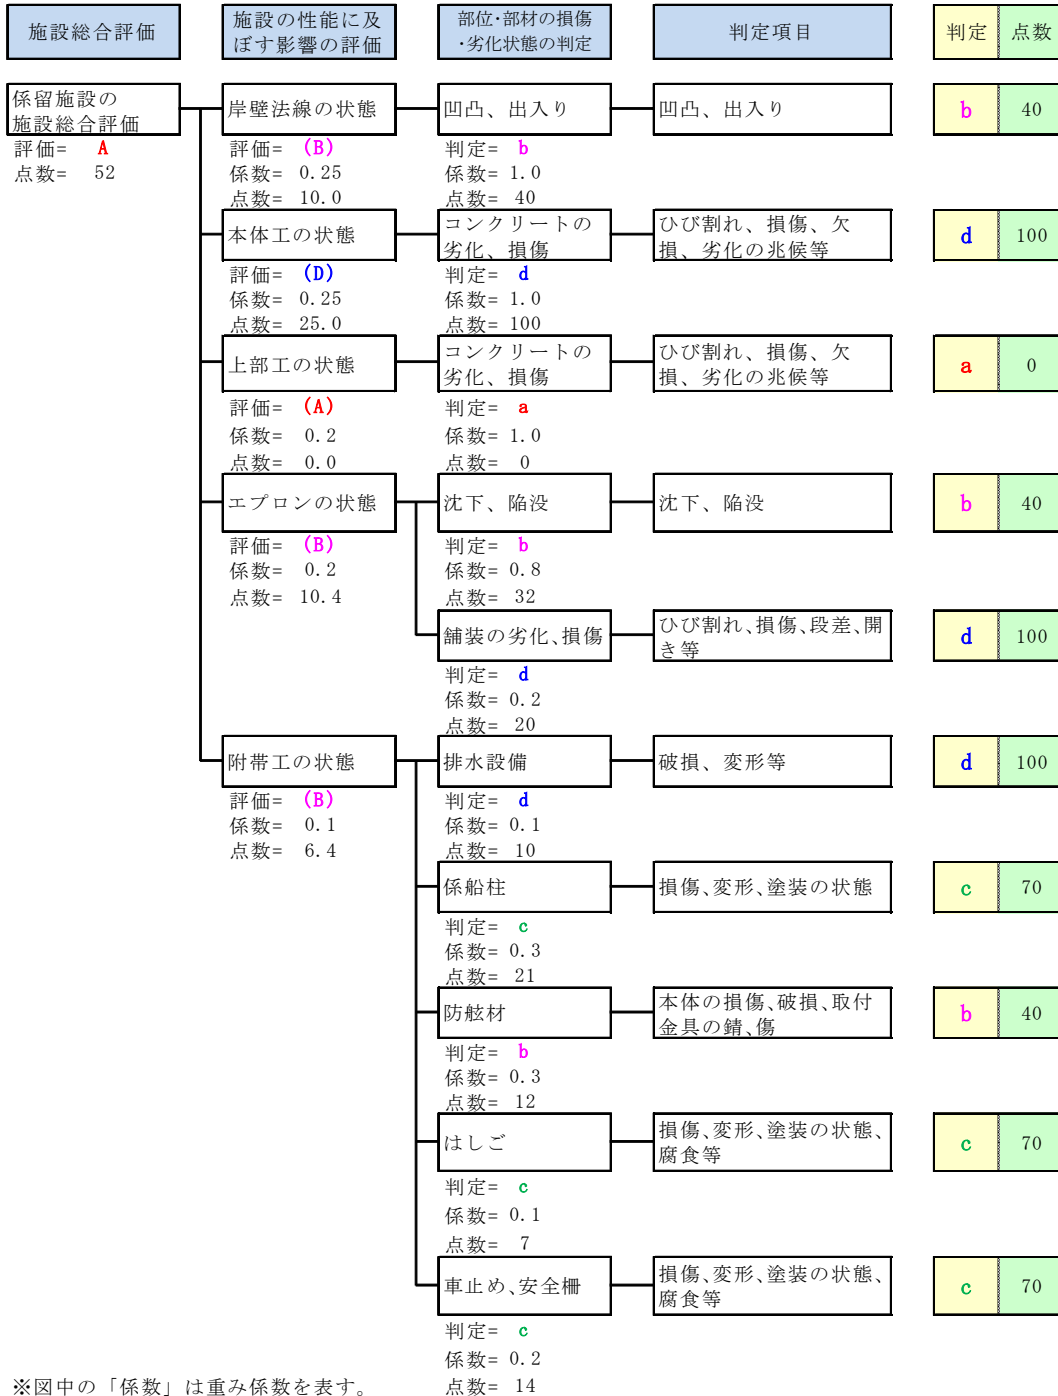 施設総合評価
施設の性能に及
ぼす影響の評価
部位・部材の損傷
・劣化状態の判定
判定項目
判定 点数
係留施設の
施設総合評価
評価= A
点数= 52
岸壁法線の状態
評価= (B)
係数= 0.25
点数= 10.0
凹凸、出入り
判定= b
係数= 1.0
点数= 40
凹凸、出入り
b 40
本体工の状態
評価= (D)
係数= 0.25
点数= 25.0
コンクリートの
劣化、損傷
判定= d
係数= 1.0
点数= 100
ひび割れ、損傷、欠
損、劣化の兆候等
d 100
上部工の状態
評価= (A)
係数= 0.2
点数= 0.0
コンクリートの
劣化、損傷
判定= a
係数= 1.0
点数= 0
ひび割れ、損傷、欠
損、劣化の兆候等
a 0
エプロンの状態
評価= (B)
係数= 0.2
点数= 10.4
沈下、陥没
判定= b
係数= 0.8
点数= 32
沈下、陥没
b 40
舗装の劣化、損傷
判定= d
係数= 0.2
点数= 20
ひび割れ、損傷、段差、開
き等
d 100
附帯工の状態
評価= (B)
係数= 0.1
点数= 6.4
排水設備
判定= d
係数= 0.1
点数= 10
破損、変形等
d 100
係船柱
判定= c
係数= 0.3
点数= 21
損傷、変形、塗装の状態
c 70
防舷材
判定= b
係数= 0.3
点数= 12
本体の損傷、破損、取付
金具の錆、傷
b 40
はしご
判定= c
係数= 0.1
点数= 7
損傷、変形、塗装の状態、
腐食等
c 70
車止め、安全柵
判定= c
係数= 0.2
点数= 14
損傷、変形、塗装の状態、
腐食等
c 70
※図中の「係数」は重み係数を表す。